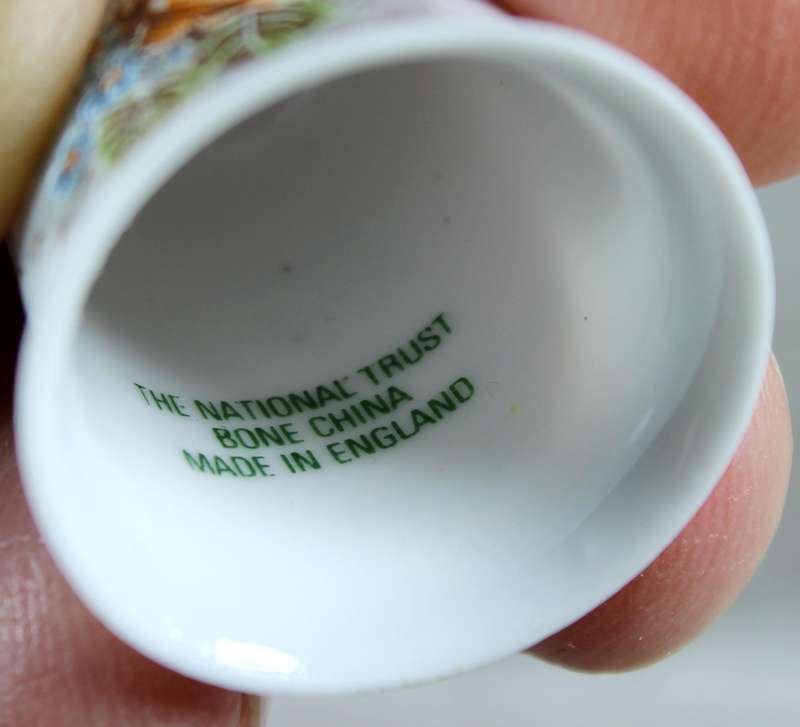 THE NATIONAL TRUST
BONE CHINA
MADE IN ENGLAND